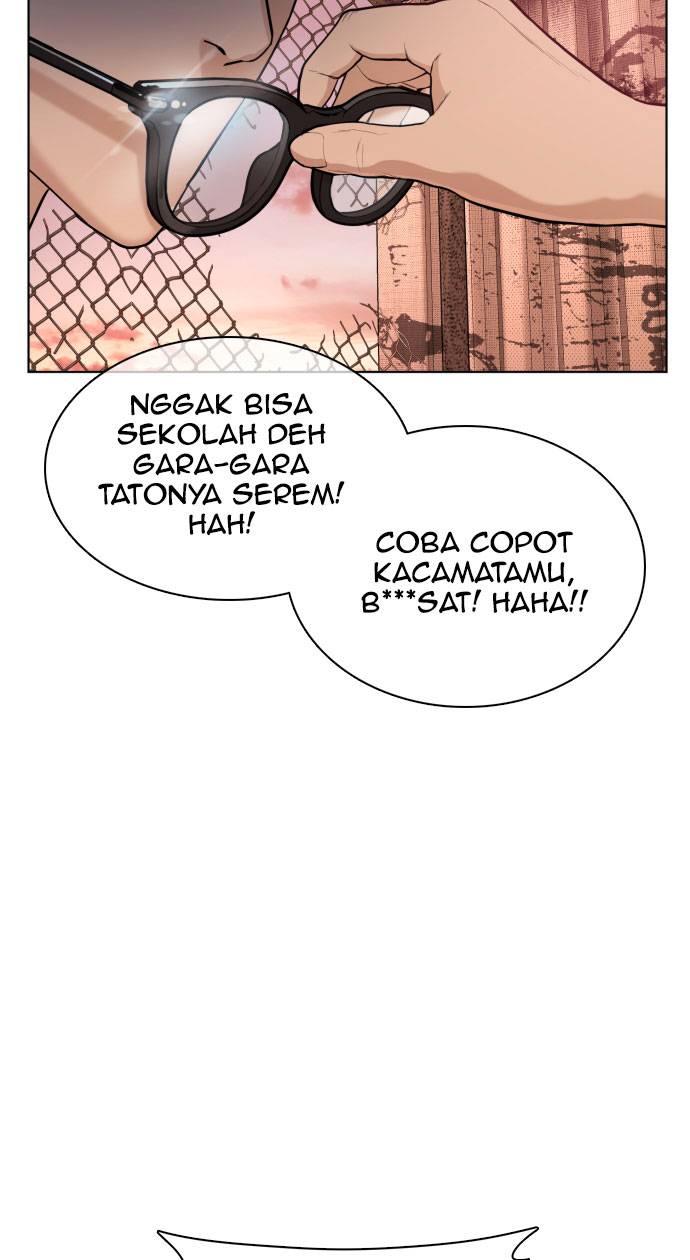 NGGAK BISA
SEKOLAH DEH
GARA-GARA
TATONYA SEREM!
HAH!
COBA COPOT
KACAMATAMU,
B***SAT! HAHA!!